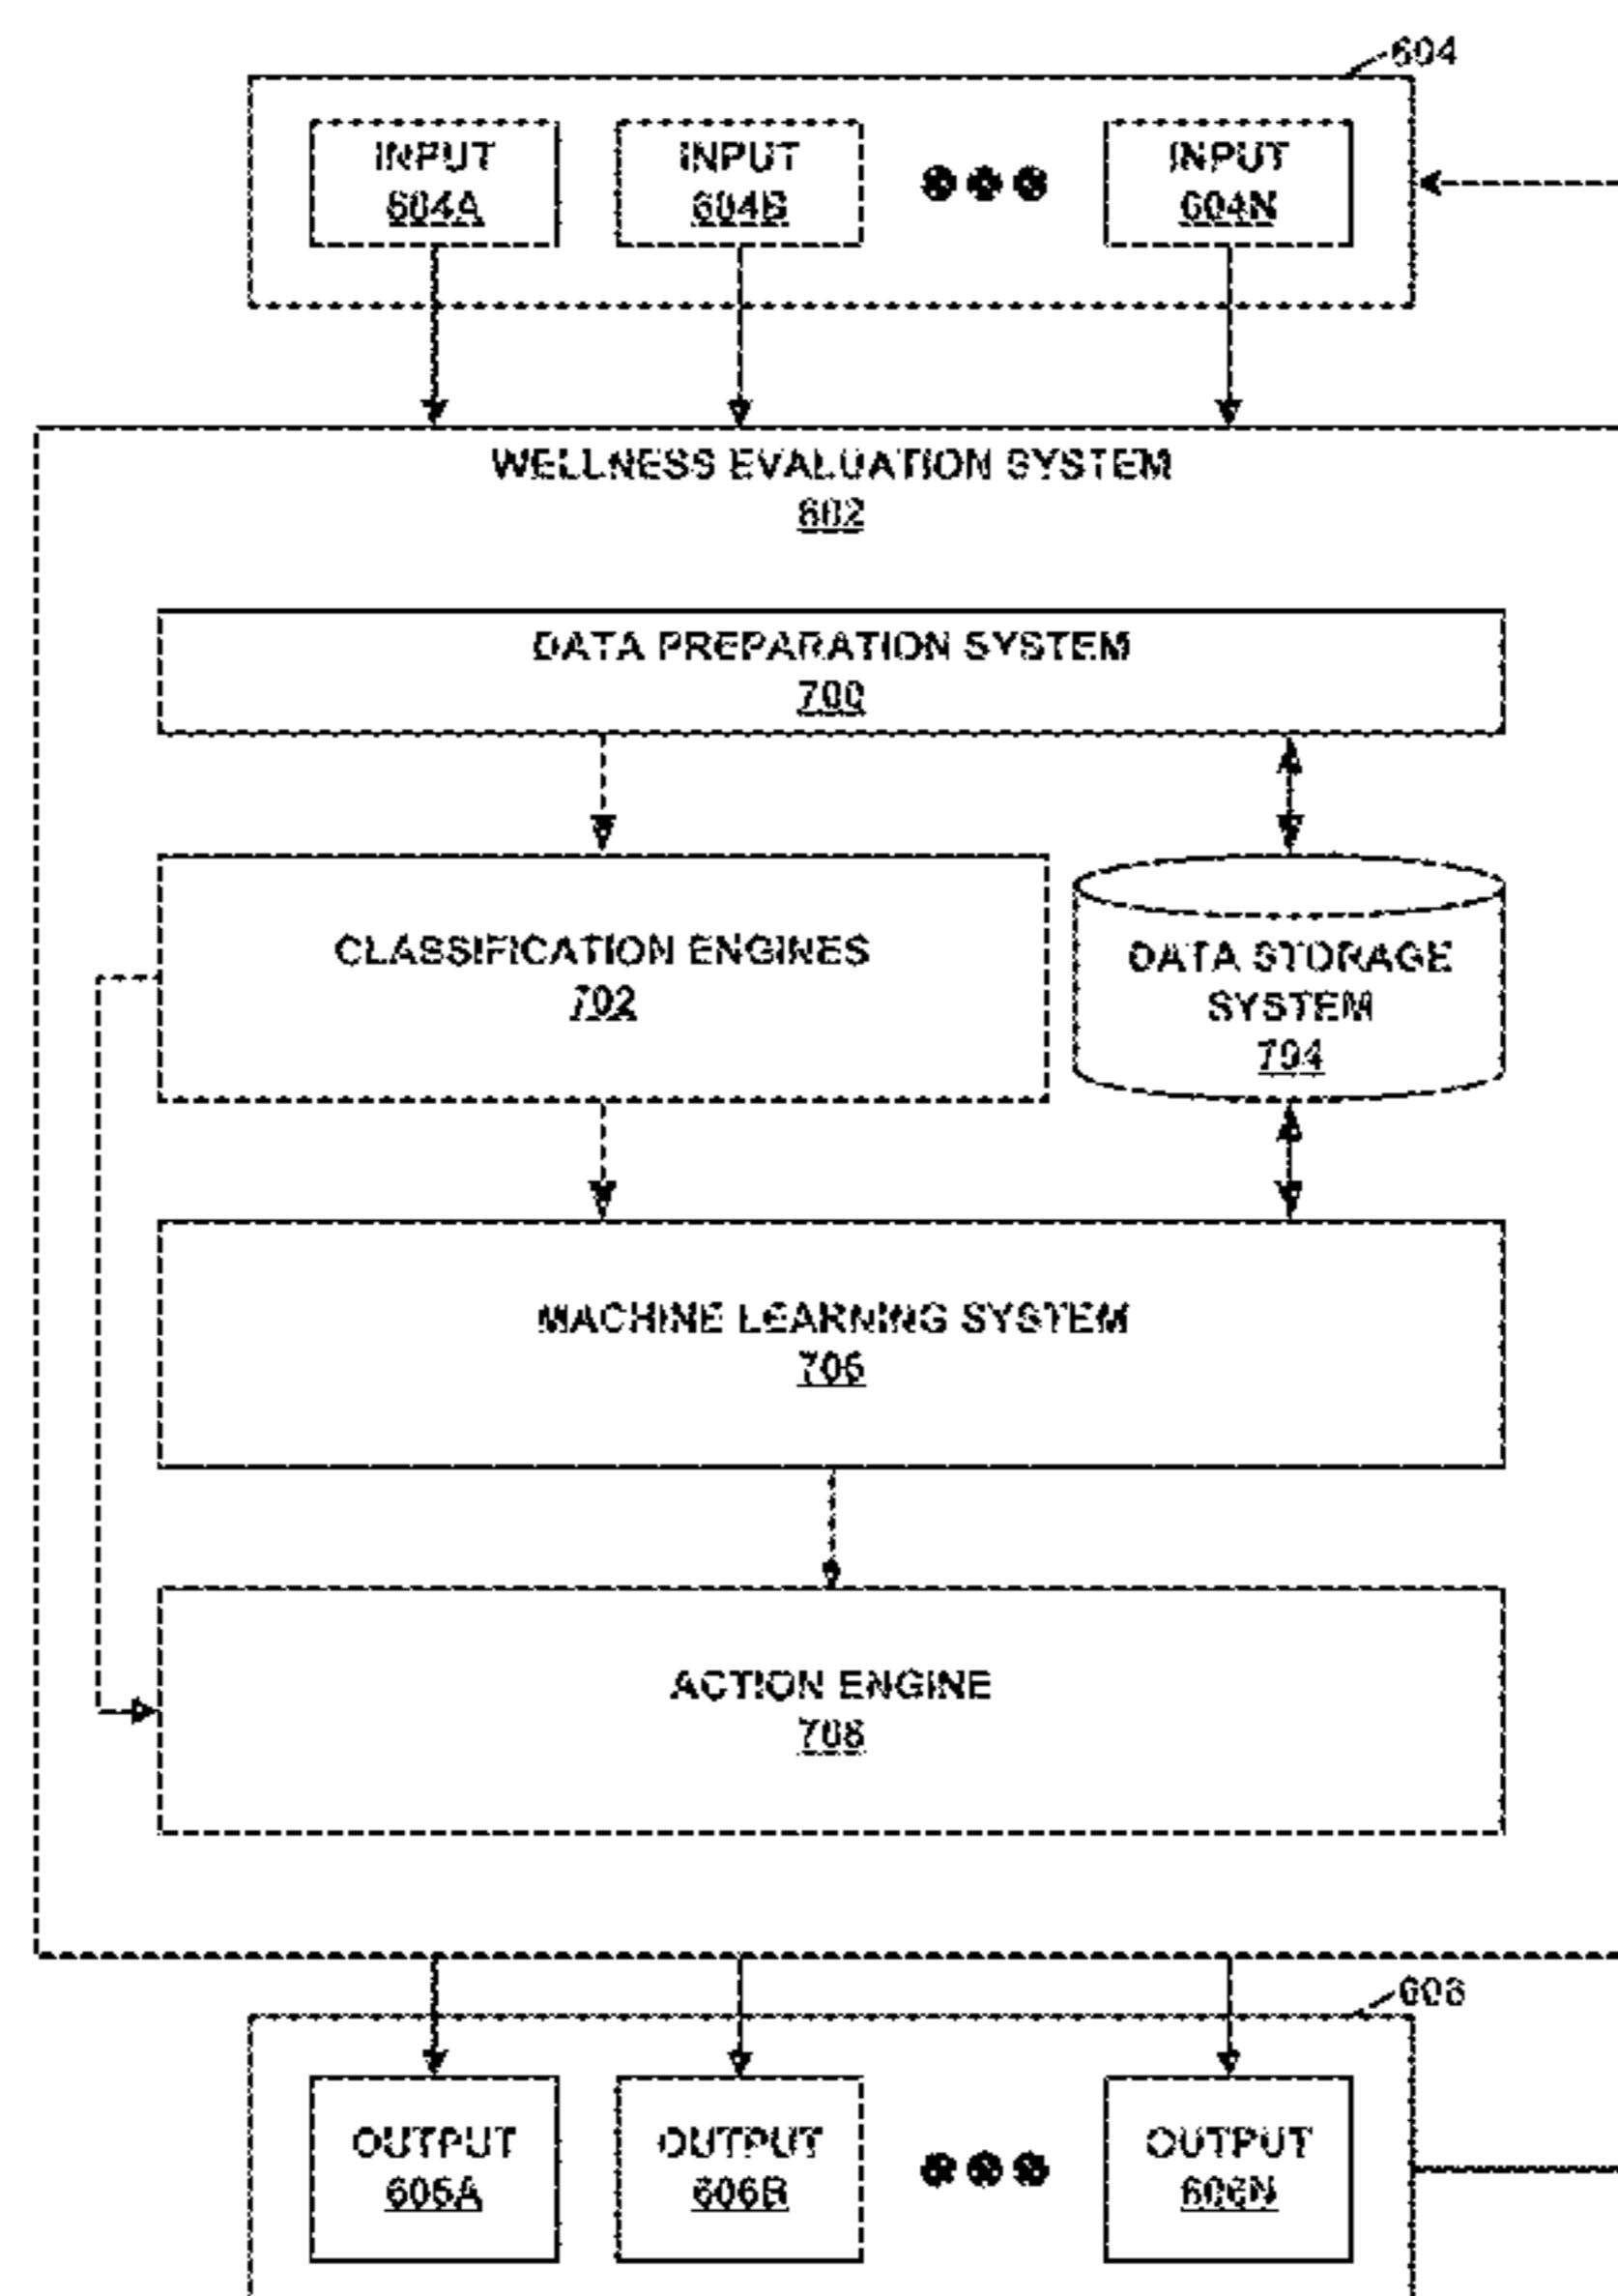 604
INPUT
604A
INPUT
604B
INPUT
604N
WELLNESS EVALUATION SYSTEM
602
DATA PREPARATION SYSTEM
700
CLASSIFICATION ENGINES
702
DATA STORAGE
SYSTEM
704
MACHINE LEARNING SYSTEM
706
ACTION ENGINE
708
606
OUTPUT
606A
OUTPUT
606B
OUTPUT
606N